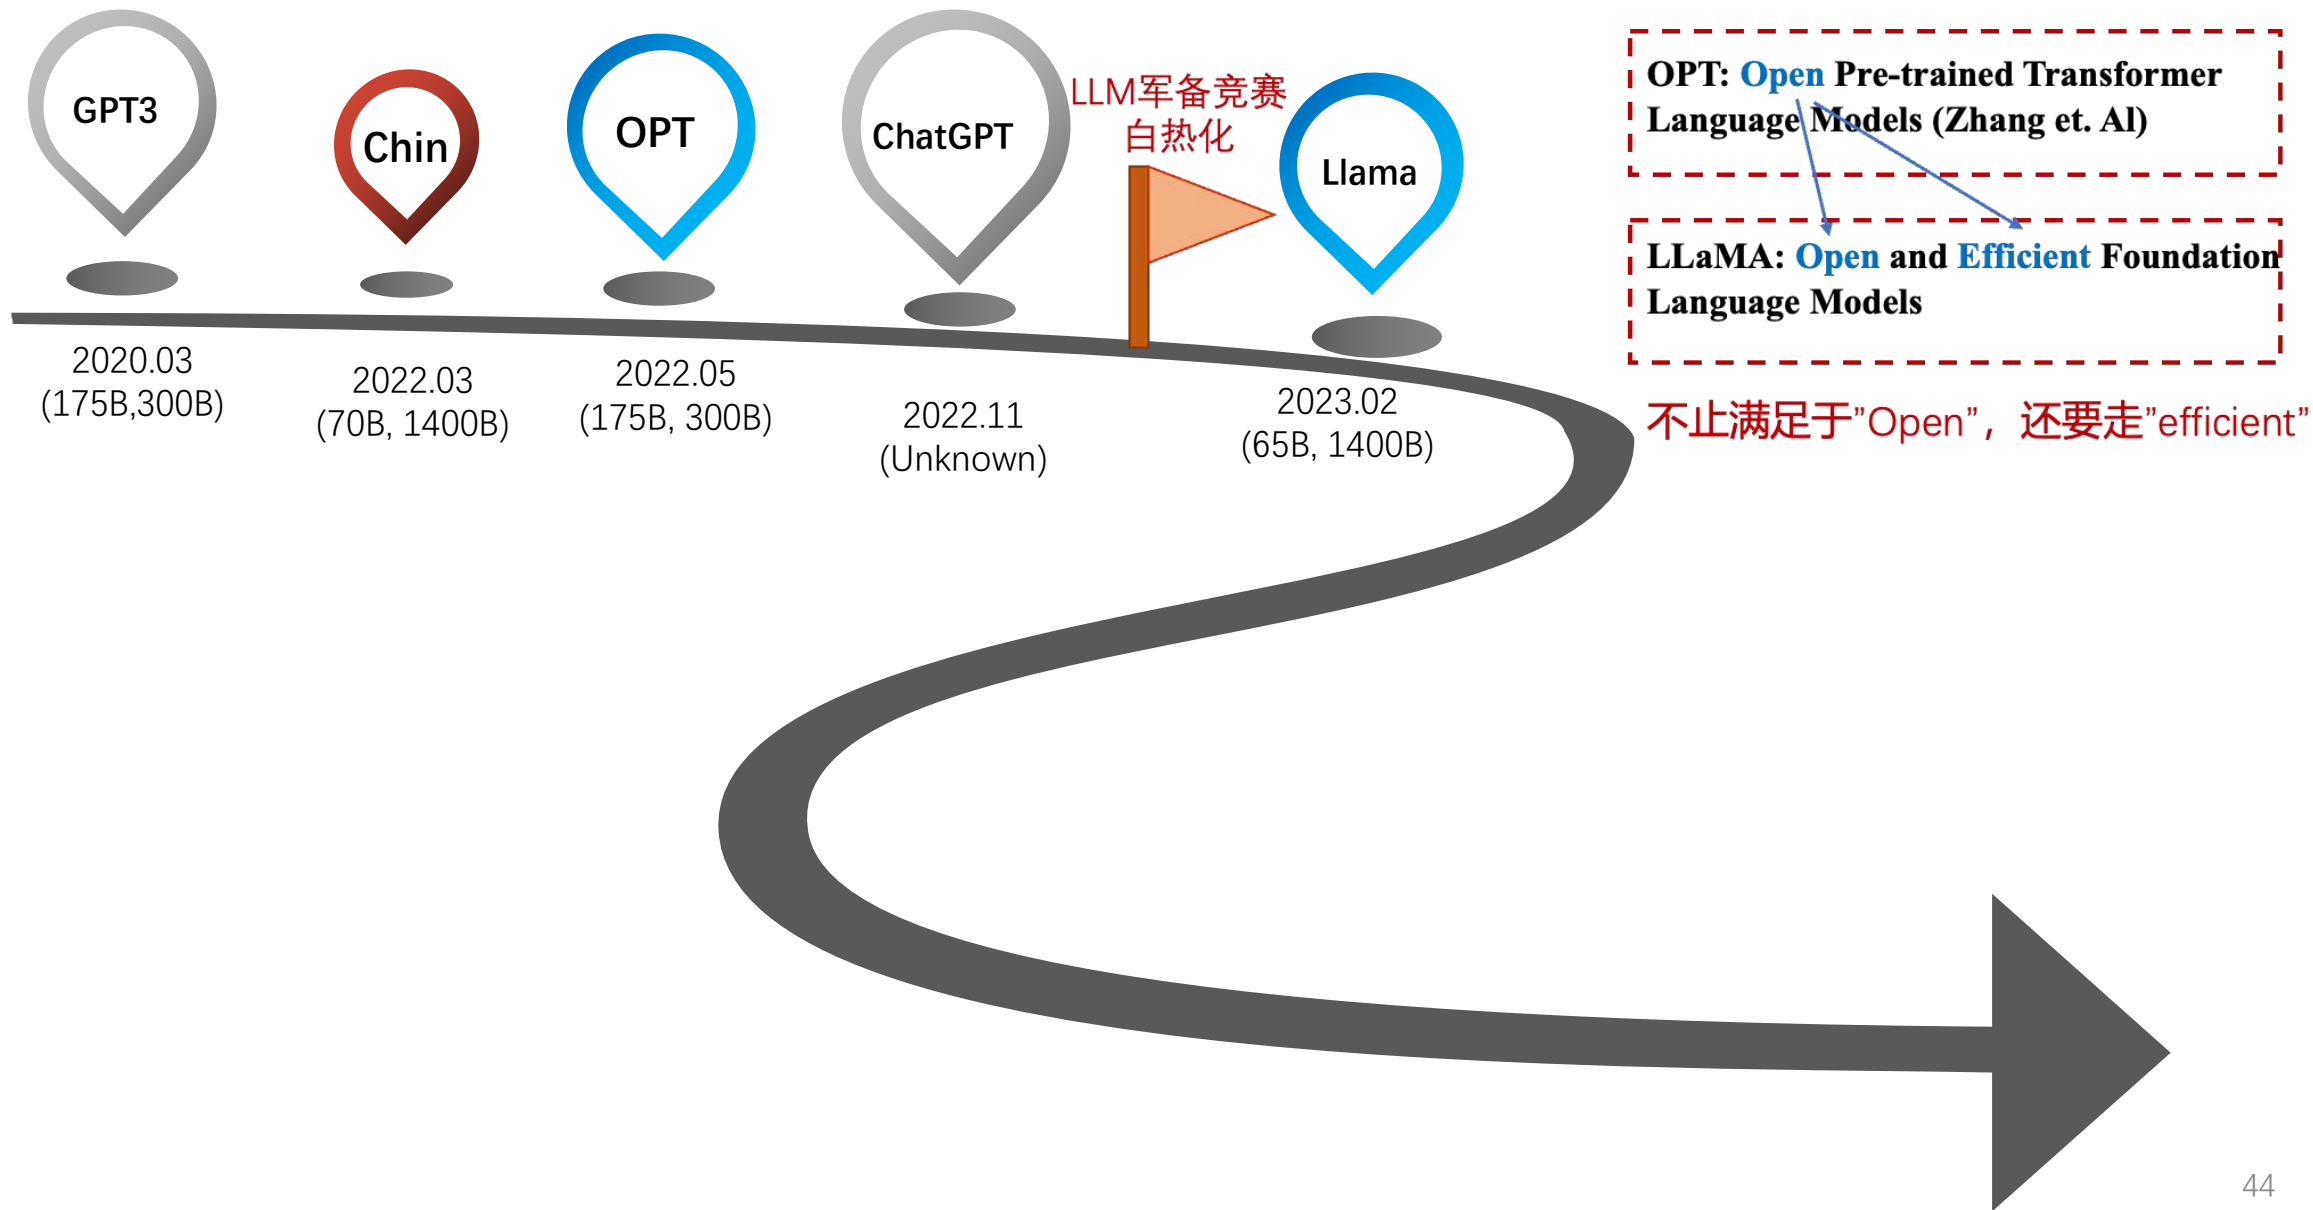 GPT3
Chin
OPT
ChatGPT
LLM军备竞赛
白热化
Llama
2020.03
(175B,300B)
2022.03
(70B, 1400B)
2022.05
(175B, 300B)
2022.11
(Unknown)
2023.02
(65B, 1400B)
OPT: Open Pre-trained Transformer
Language Models (Zhang et. Al)
LLaMA: Open and Efficient Foundation
Language Models
不止满足于”Open”，还要走”efficient”
44